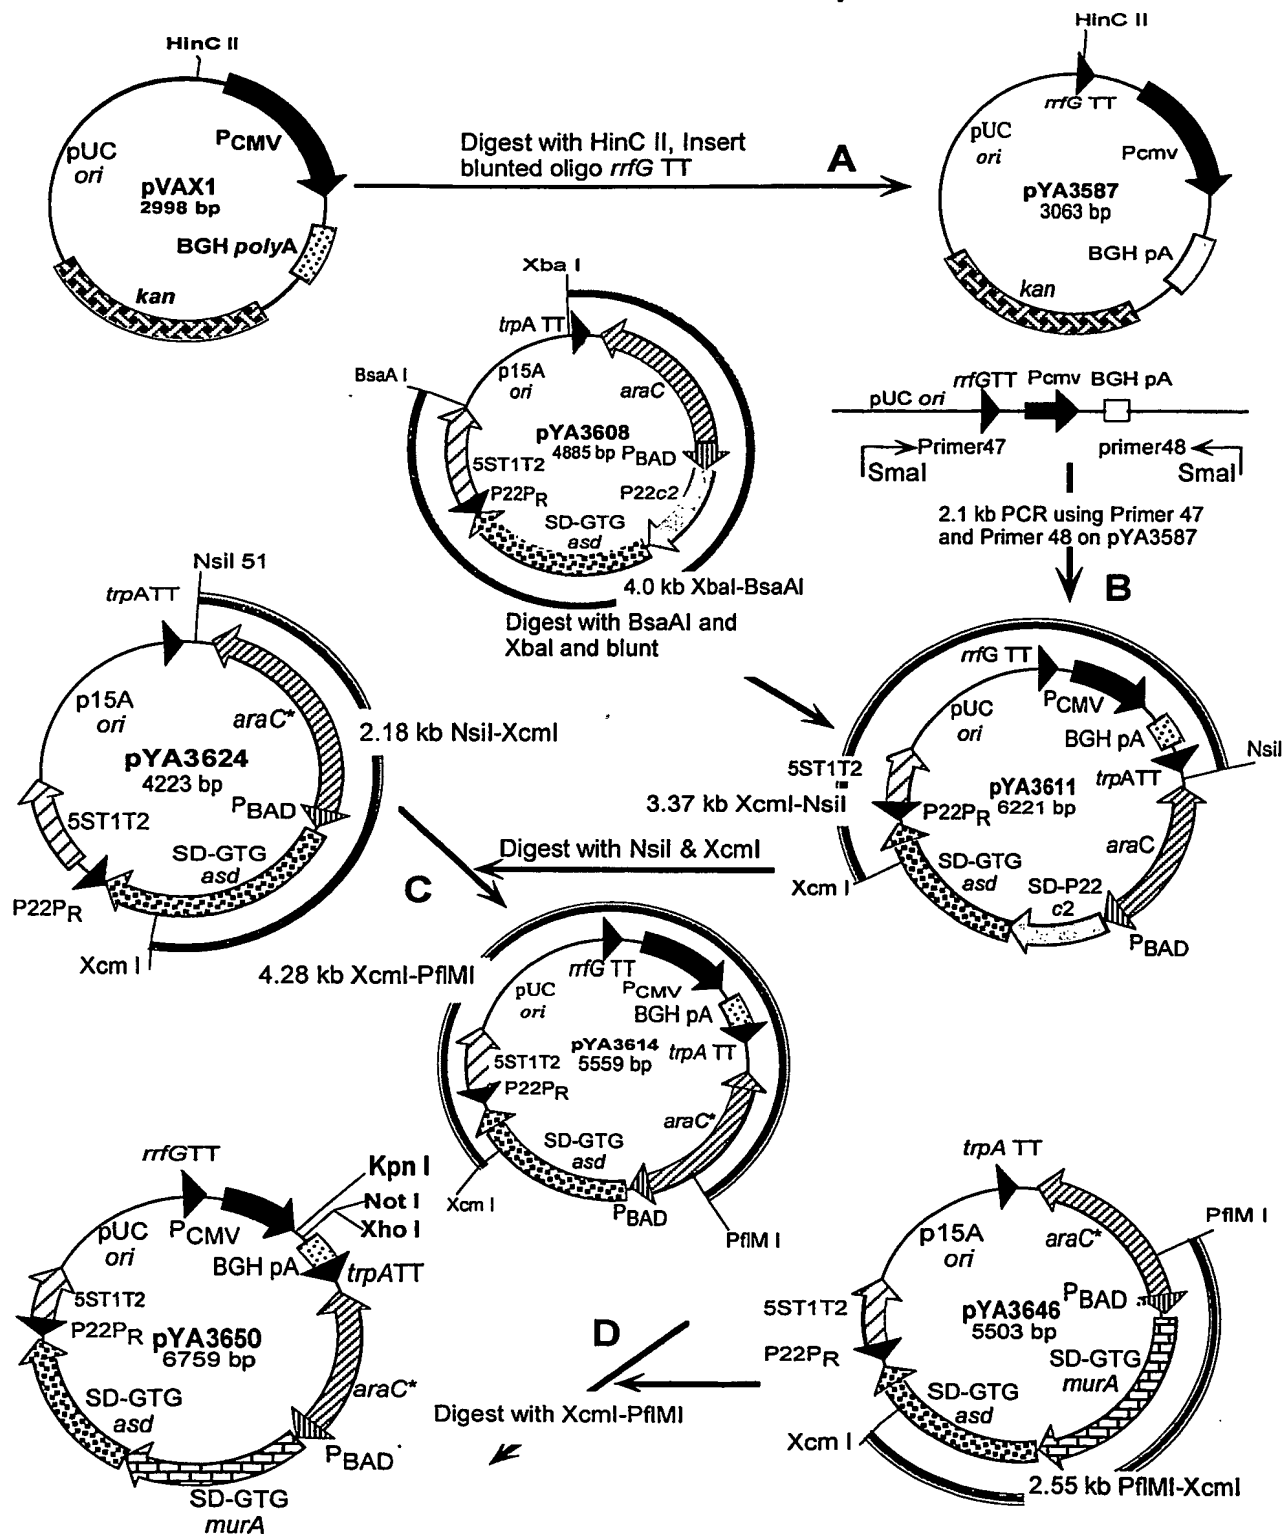 HinC II
PCMV
pUC
ori
pVAX1
2998 bp
BGH polyA
kan
Digest with HinC II, Insert
blunted oligo rrfG TT
A
HinC II
rrfG TT
pUC
ori
Pcmv
pYA3587
3063 bp
BGH pA
kan
Xba I
trpA TT
BsaA I
p15A
ori
araC
pYA3608
4885 bp
PBAD
5ST1T2
P22c2
P22PR
SD-GTG
asd
4.0 kb XbaI-BsaAI
Digest with BsaAI and
XbaI and blunt
rrfGTT Pcmv BGH pA
pUC ori
Primer47
primer48
SmaI
SmaI
2.1 kb PCR using Primer 47
and Primer 48 on pYA3587
B
NsiI 51
trpATT
p15A
ori
araC*
2.18 kb NsiI-XcmI
pYA3624
4223 bp
PBAD
5ST1T2
SD-GTG
asd
P22PR
Xcm I
rrfG TT
PCMV
pUC
ori
BGH pA
NsiI
trpATT
5ST1T2
pYA3611
6221 bp
3.37 kb XcmI-NsiI
P22PR
araC
SD-GTG
asd
SD-P22
c2
Xcm I
PBAD
Digest with NsiI & XcmI
C
4.28 kb XcmI-PflMI
rrfG TT
PCMV
pUC
ori
BGH pA
pYA3614
5559 bp
trpA TT
5ST1T2
P22PR
araC*
SD-GTG
asd
Xcm I
PBAD
PflM I
rrfGTT
Kpn I
Not I
Xho I
pUC
ori
PCMV
BGH pA
trpATT
5ST1T2
P22PR
pYA3650
6759 bp
SD-GTG
asd
araC*
PBAD
SD-GTG
murA
D
Digest with XcmI-PflMI
trpA TT
PflM I
p15A
ori
araC*
PBAD
5ST1T2
pYA3646
5503 bp
P22PR
SD-GTG
murA
SD-GTG
asd
Xcm I
2.55 kb PflMI-XcmI